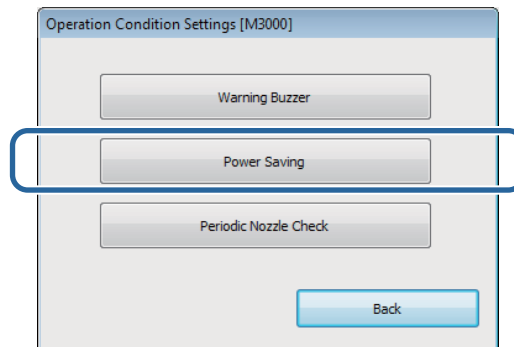 Operation Condition Settings [M3000]
Warning Buzzer
Power Saving
Periodic Nozzle Check
Back